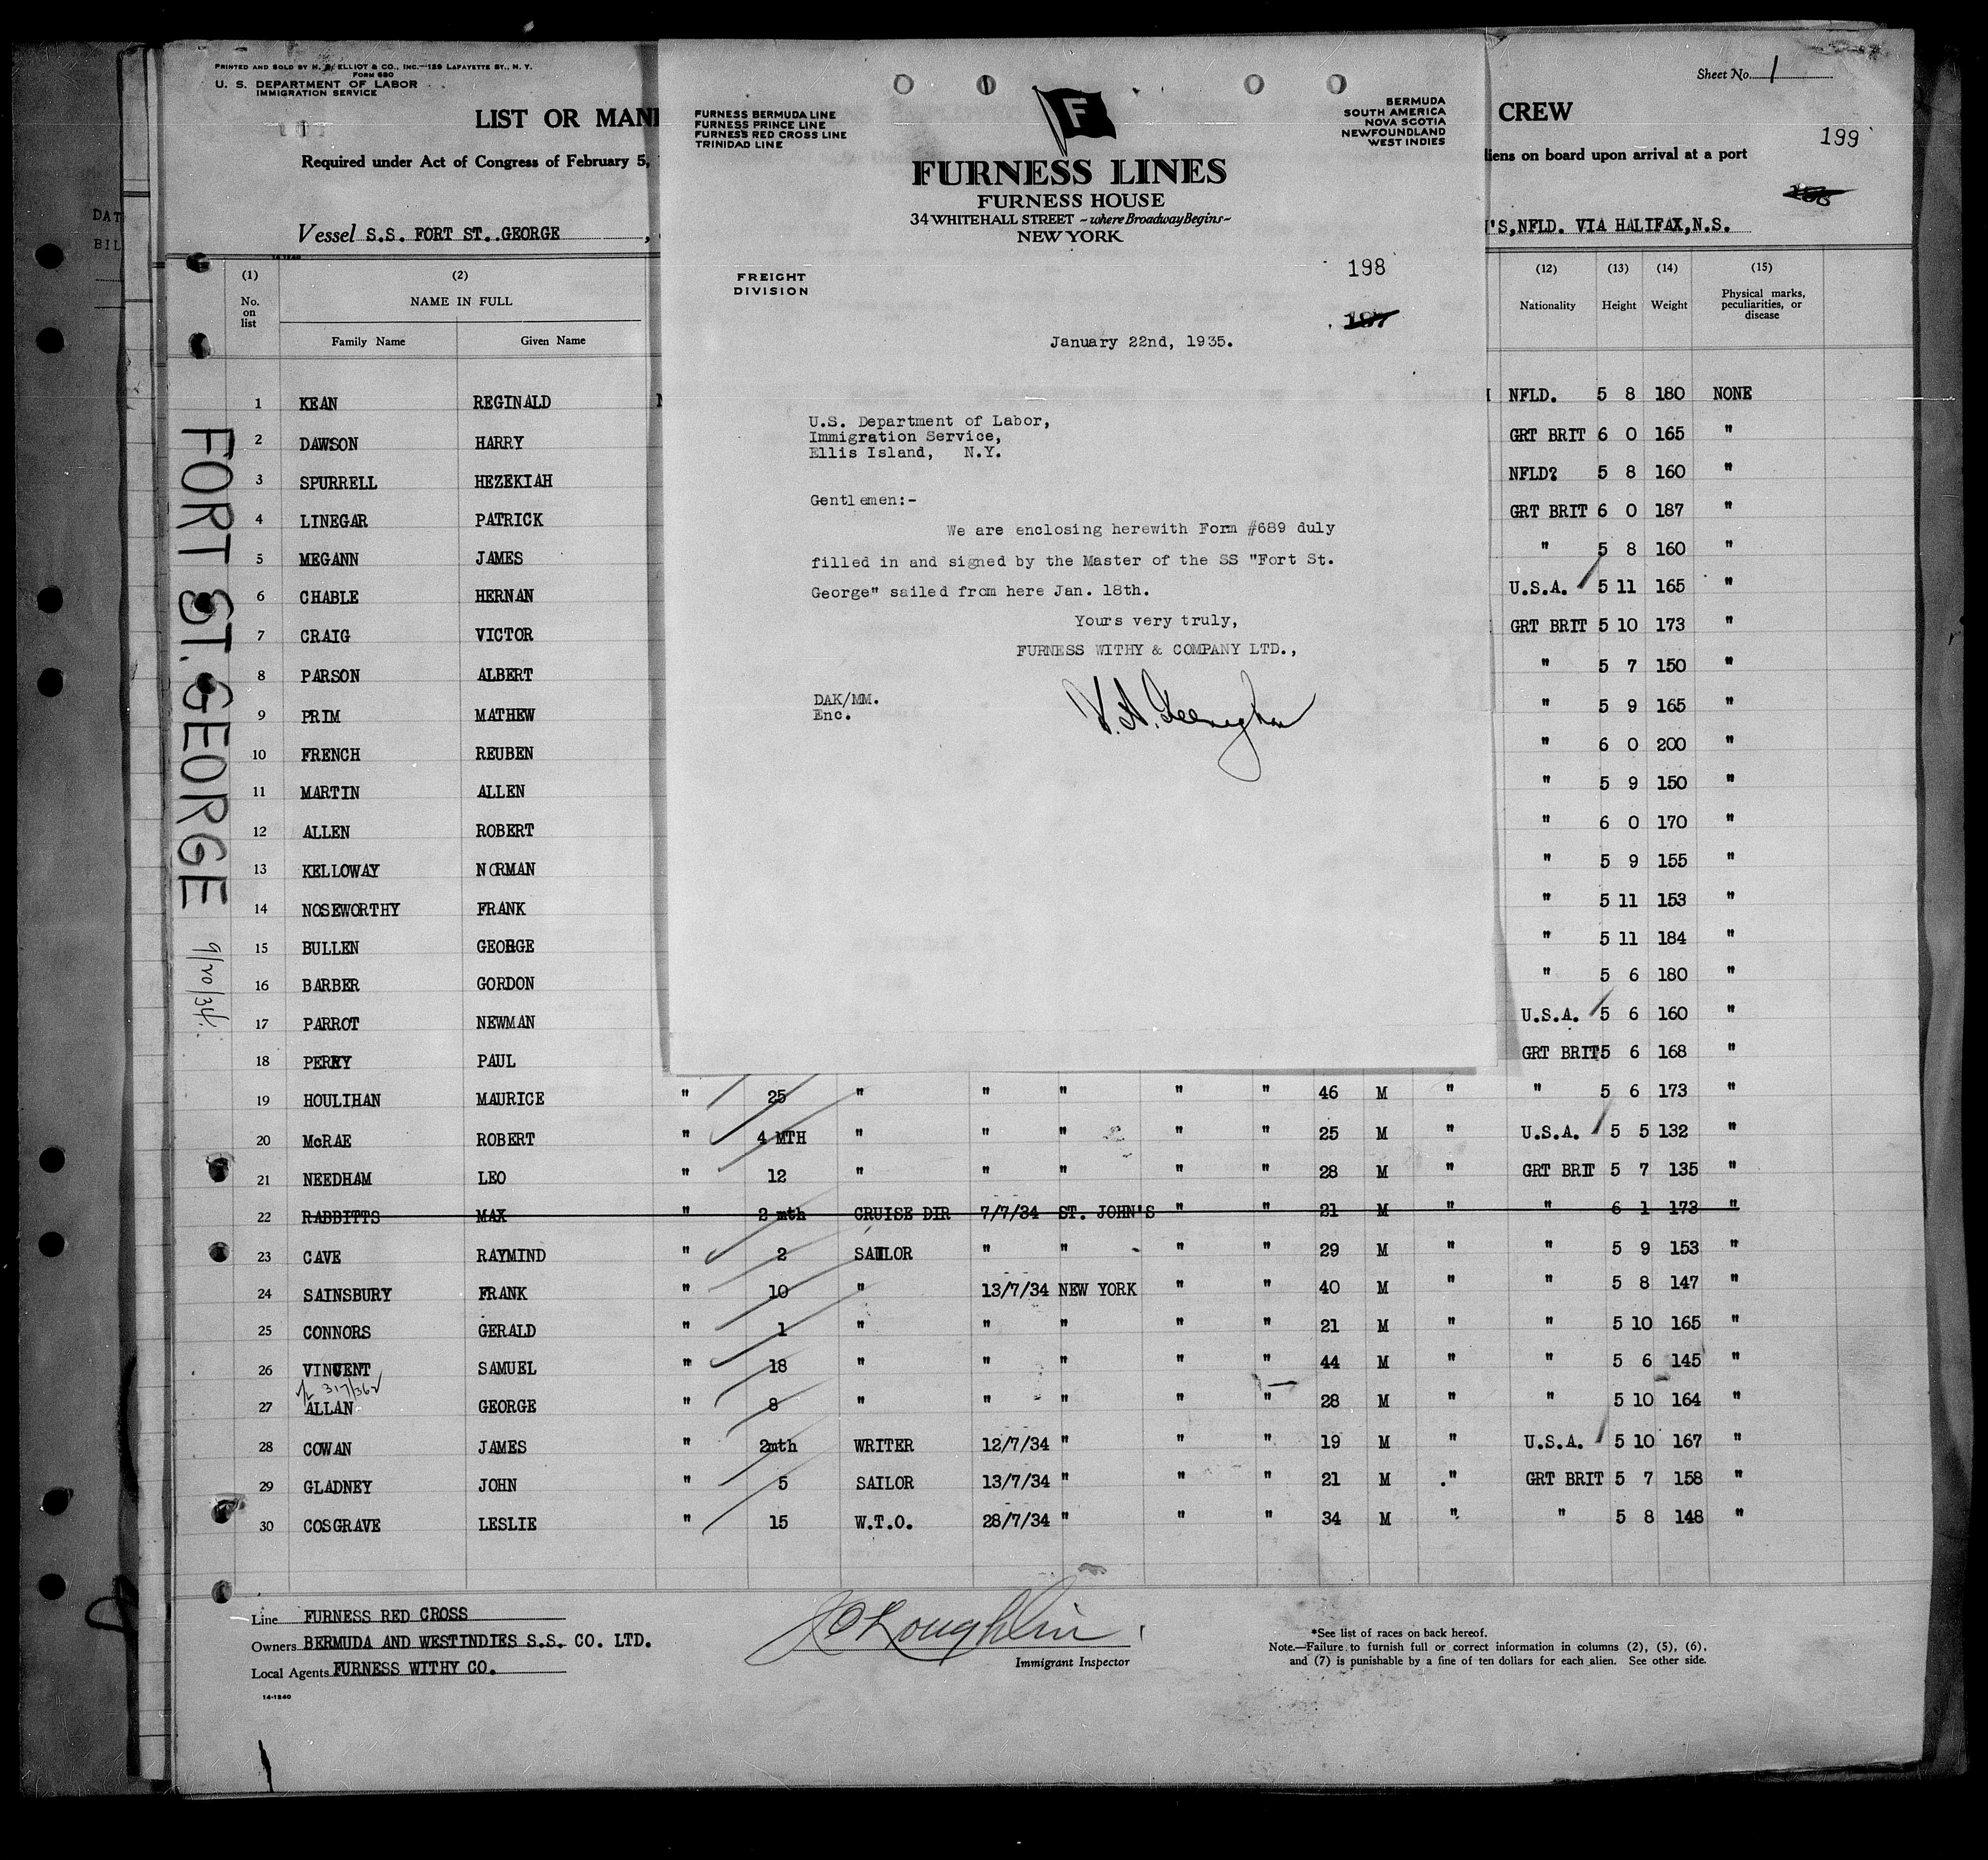 PRINTED AND SOLD BY H. S. ELLIOT & CO., INC.—129 LAFAYETTE ST., N. Y.
FORM 680
U. S. DEPARTMENT OF LABOR
IMMIGRATION SERVICE
Sheet No. 1
LIST OR MAN
CREW
199
Required under Act of Congress of February 5,
liens on board upon arrival at a port
Vessel S.S. FORT ST. GEORGE
'S, NFLD. VIA HALIFAX, N.S.
DAT
BIL
FURNESS BERMUDA LINE
FURNESS PRINCE LINE
FURNESS RED CROSS LINE
TRINIDAD LINE
F
BERMUDA
SOUTH AMERICA
NOVA SCOTIA
NEWFOUNDLAND
WEST INDIES
FURNESS LINES
FURNESS HOUSE
34 WHITEHALL STREET ~where Broadway Begins~
NEW YORK
FREIGHT
DIVISION
198
197
January 22nd, 1935.
U.S. Department of Labor,
Immigration Service,
Ellis Island, N.Y.
Gentlemen:-
We are enclosing herewith Form #689 duly
filled in and signed by the Master of the SS "Fort St.
George" sailed from here Jan. 18th.
Yours very truly,
FURNESS WITHY & COMPANY LTD.,
DAK/MM.
Enc.
FORT ST. GEORGE
9/20/34.
(1) (2) (12) (13) (14) (15)
No. on list NAME IN FULL Nationality Height Weight Physical marks, peculiarities, or disease
Family Name Given Name
1 KEAN REGINALD NFLD. 5 8 180 NONE
2 DAWSON HARRY GRT BRIT 6 0 165 "
3 SPURRELL HEZEKIAH NFLD? 5 8 160 "
4 LINEGAR PATRICK GRT BRIT 6 0 187 "
5 MEGANN JAMES " 5 8 160 "
6 CHABLE HERNAN U.S.A. 5 11 165 "
7 CRAIG VICTOR GRT BRIT 5 10 173 "
8 PARSON ALBERT " 5 7 150 "
9 PRIM MATHEW " 5 9 165 "
10 FRENCH REUBEN " 6 0 200 "
11 MARTIN ALLEN " 5 9 150 "
12 ALLEN ROBERT " 6 0 170 "
13 KELLOWAY NORMAN " 5 9 155 "
14 NOSEWORTHY FRANK " 5 11 153 "
15 BULLEN GEORGE " 5 11 184 "
16 BARBER GORDON " 5 6 180 "
17 PARROT NEWMAN U.S.A. 5 6 160 "
18 PERRY PAUL GRT BRIT 5 6 168 "
19 HOULIHAN MAURICE " 25 " " " " " 46 M " " 5 6 173 "
20 McRAE ROBERT " 4 MTH " " " " " 25 M " U.S.A. 5 5 132 "
21 NEEDHAM LEO " 12 " " " " " 28 M " GRT BRIT 5 7 135 "
22 RABBITTS MAX " 2 mth CRUISE DIR 7/7/34 ST. JOHN'S " " 21 M " " 6 1 173 "
23 CAVE RAYMIND " 2 SAILOR " " " " 29 M " " 5 9 153 "
24 SAINSBURY FRANK " 10 " 13/7/34 NEW YORK " " 40 M " " 5 8 147 "
25 CONNORS GERALD " 1 " " " " " 21 M " " 5 10 165 "
26 VINCENT SAMUEL " 18 " " " " " 44 M " " 5 6 145 "
317/362
27 ALLAN GEORGE " 8 " " " " " 28 M " " 5 10 164 "
28 COWAN JAMES " 2mth WRITER 12/7/34 " " " 19 M " U.S.A. 5 10 167 "
29 GLADNEY JOHN " 5 SAILOR 13/7/34 " " " 21 M " GRT BRIT 5 7 158 "
30 COSGRAVE LESLIE " 15 W.T.O. 28/7/34 " " " 34 M " " 5 8 148 "
Line FURNESS RED CROSS
Owners BERMUDA AND WESTINDIES S.S. CO. LTD.
Local Agents FURNESS WITHY CO.
14-1240
Immigrant Inspector
*See list of races on back hereof.
Note.—Failure to furnish full or correct information in columns (2), (5), (6),
and (7) is punishable by a fine of ten dollars for each alien. See other side.